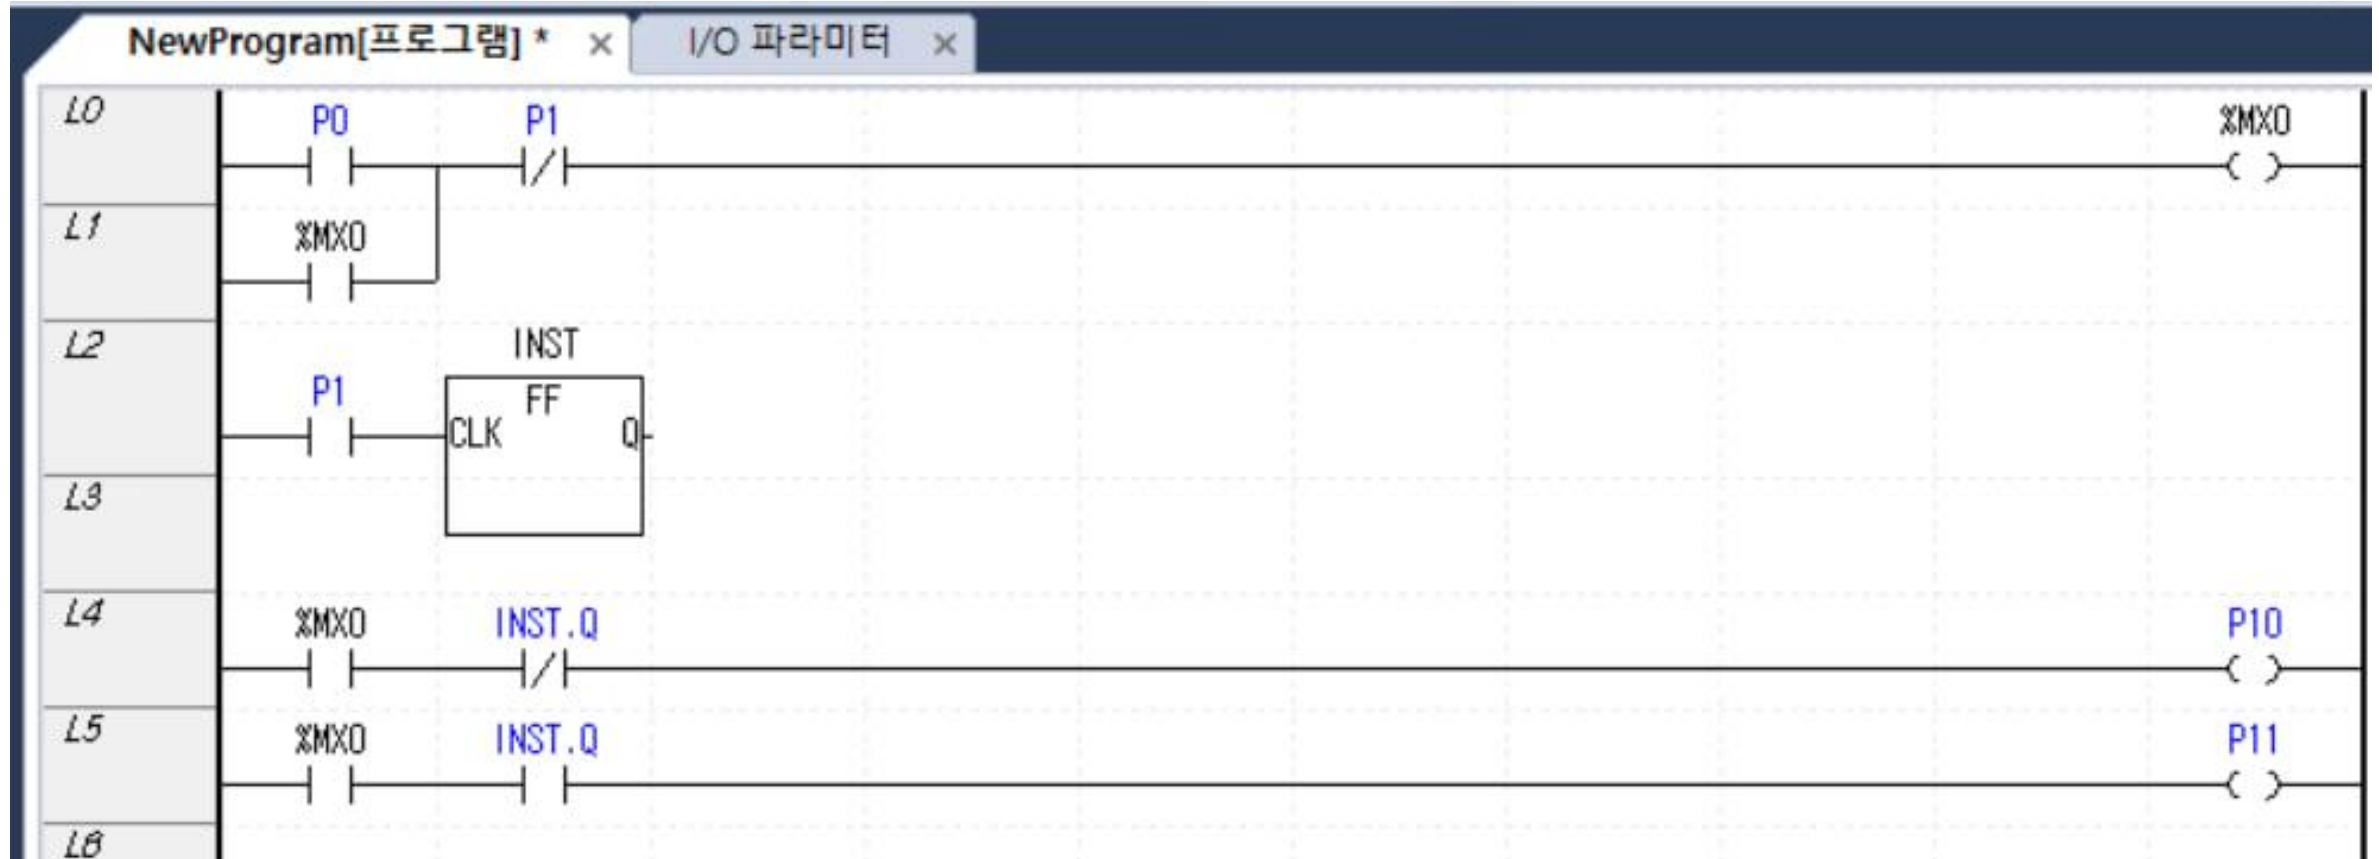 NewProgram[프로그램] * × I/O 파라미터 ×
L0 P0 P1 %MX0
L1 %MX0
L2 INST
P1 FF
CLK Q
L3
L4 %MX0 INST.Q P10
L5 %MX0 INST.Q P11
L6